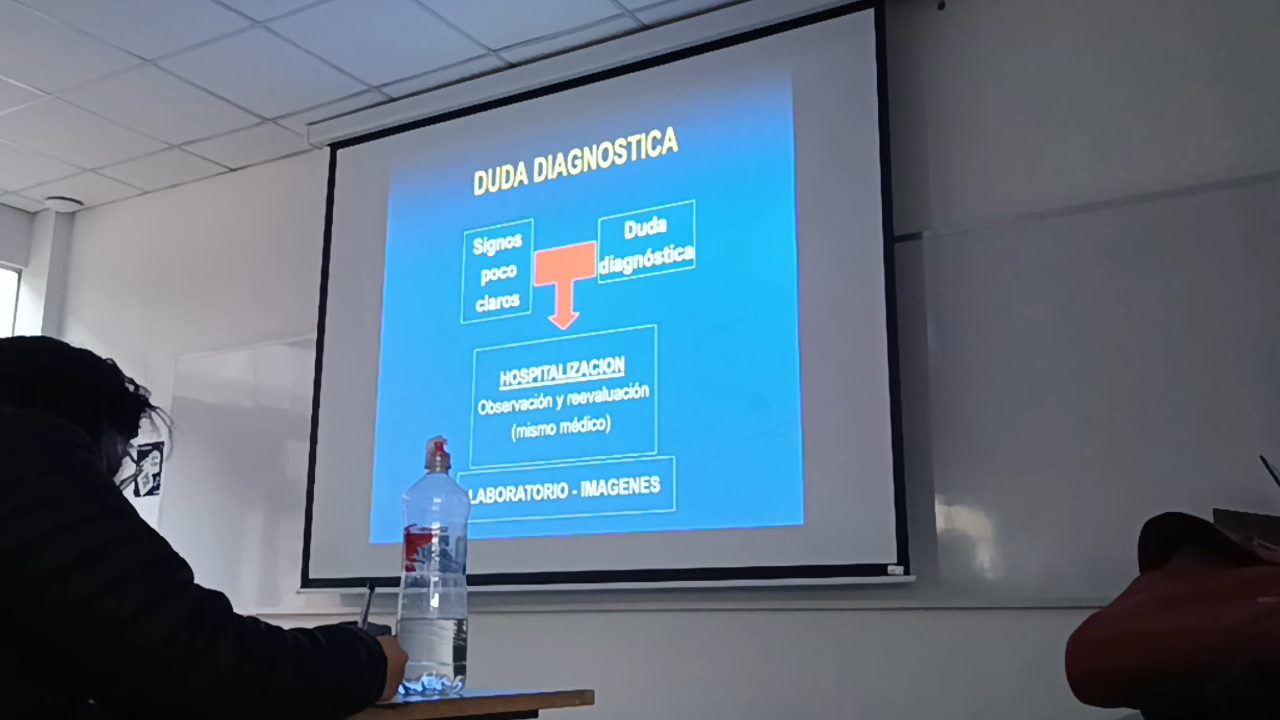 DUDA DIAGNOSTICA
Signos
poco
claros
Duda
diagnóstica
HOSPITALIZACION
Observación y reevaluación
(mismo médico)
LABORATORIO - IMAGENES